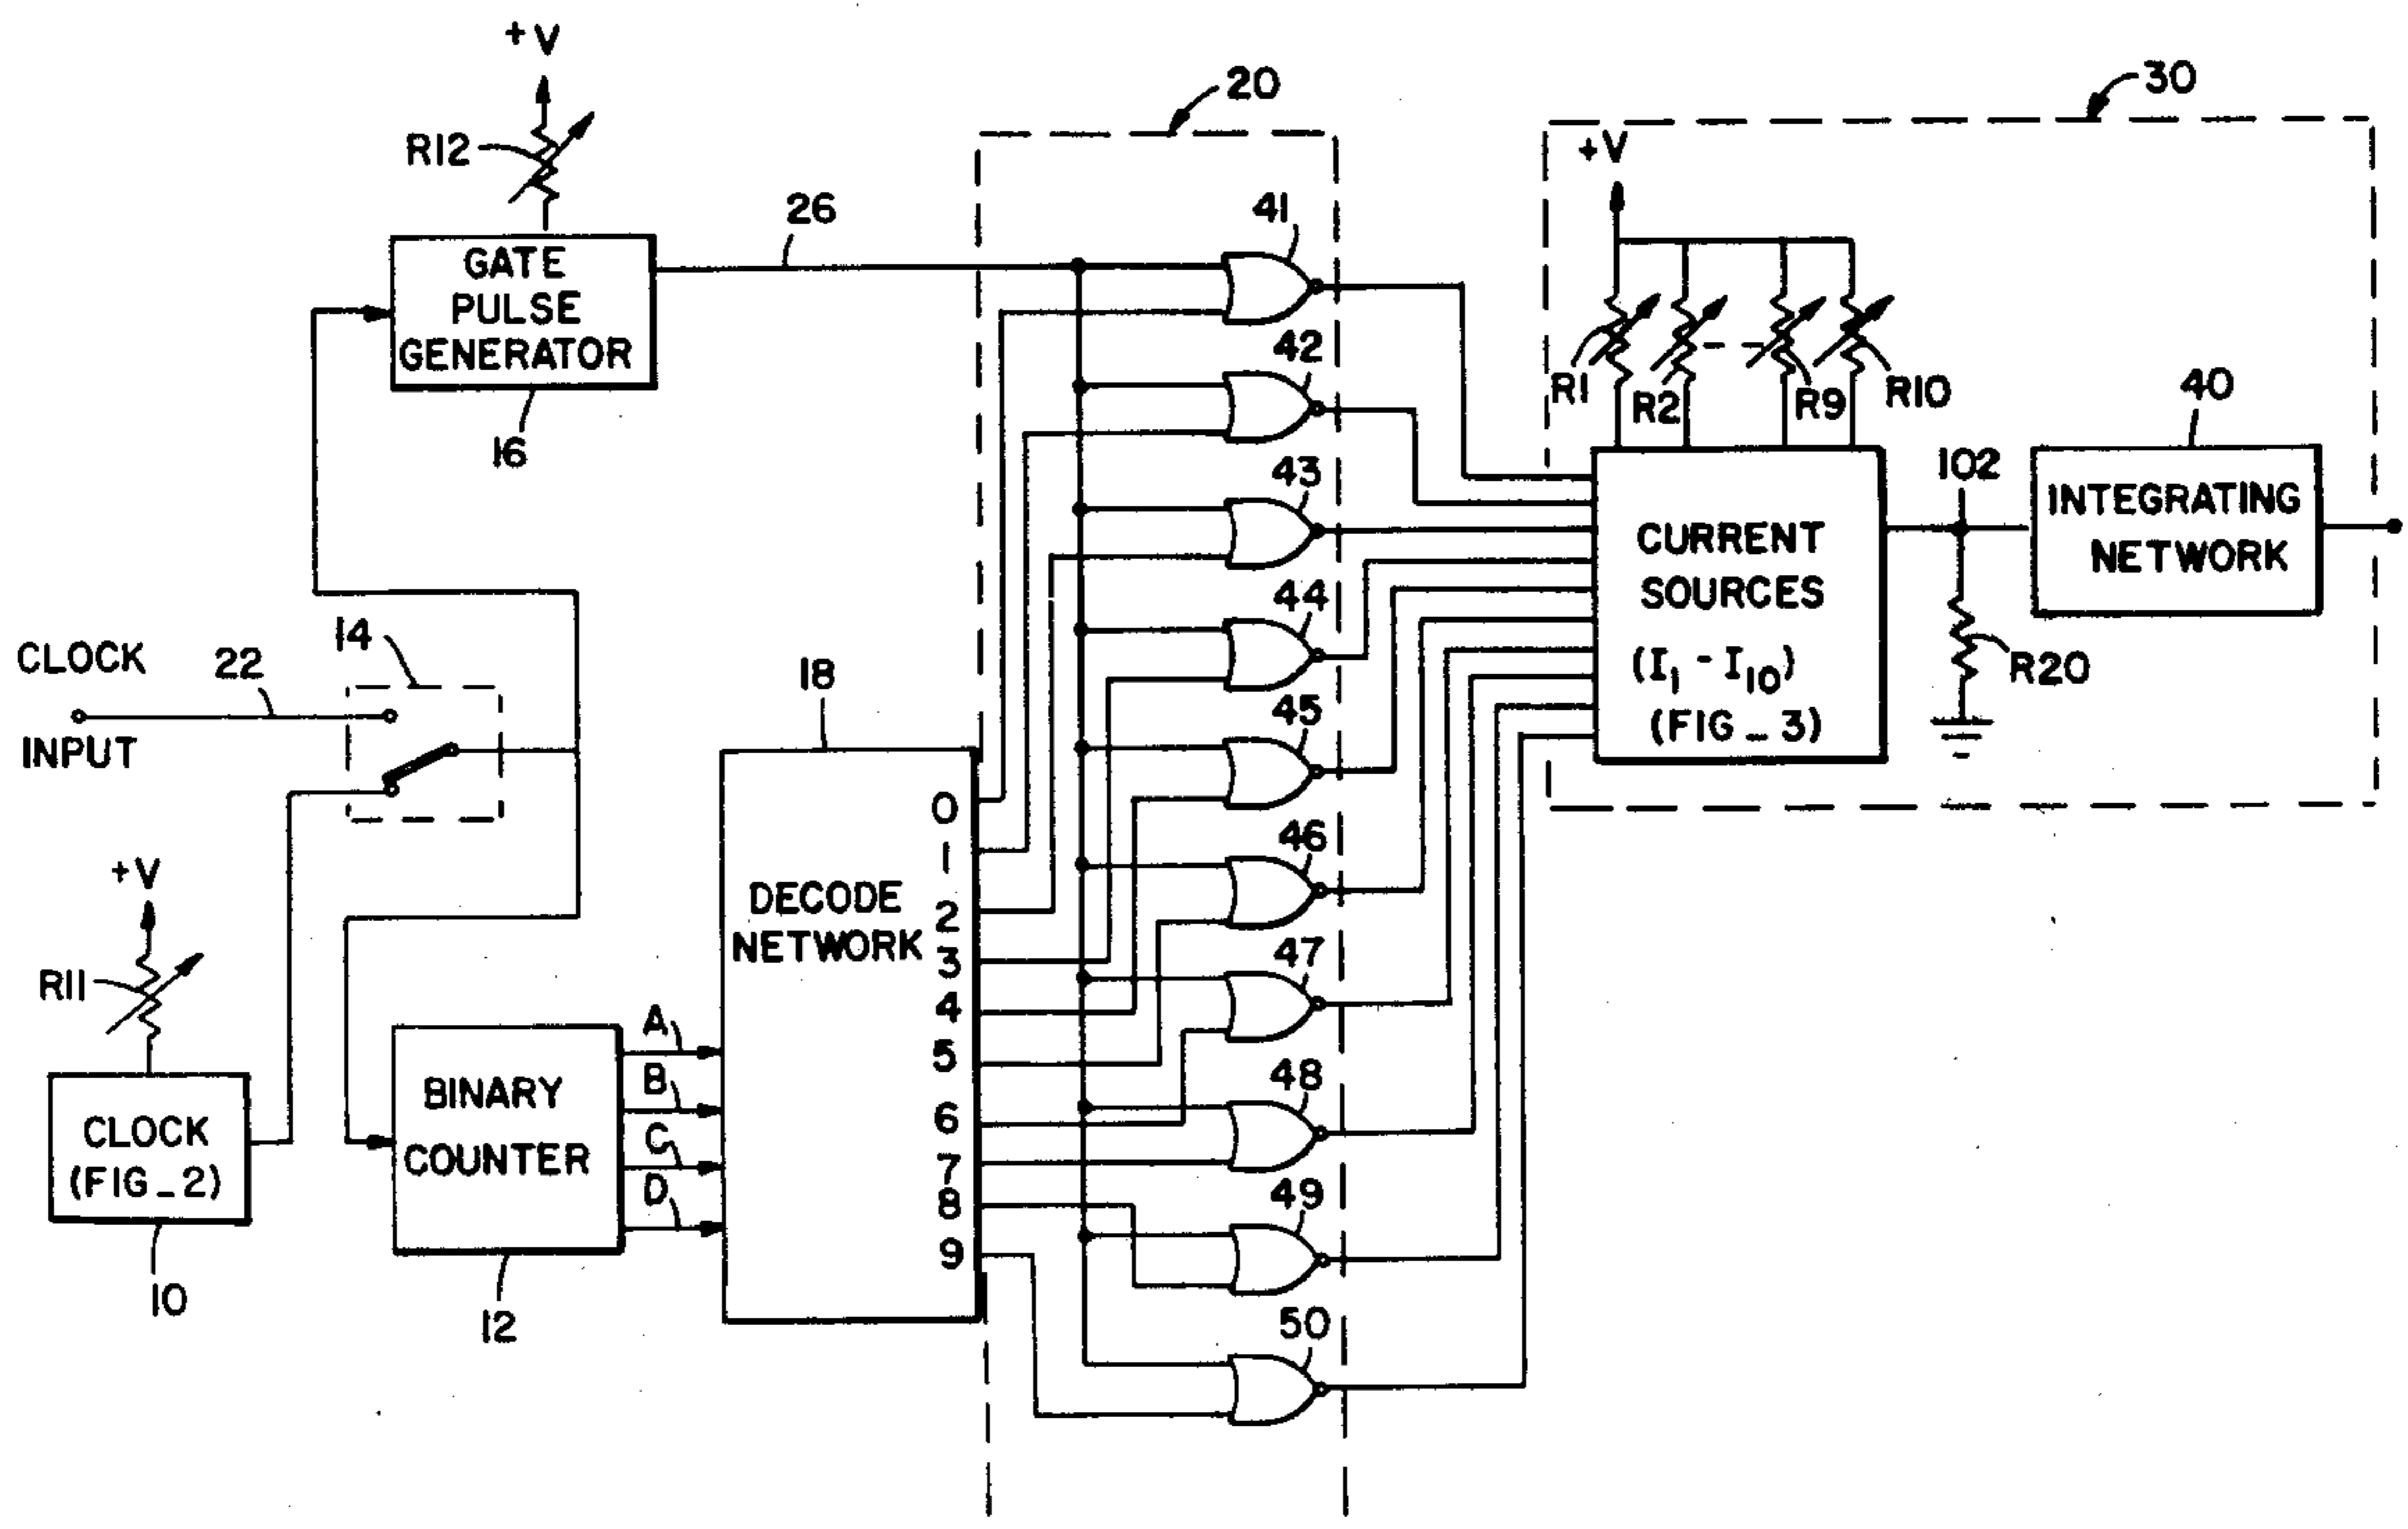 +V
R12
GATE
PULSE
GENERATOR
16
26
20
41
42
43
44
45
46
47
48
49
50
30
+V
R1
R2
R9
R10
CURRENT
SOURCES
(I1 - I10)
(FIG_3)
102
R20
40
INTEGRATING
NETWORK
CLOCK
INPUT
22
14
+V
R11
CLOCK
(FIG_2)
10
BINARY
COUNTER
12
A
B
C
D
18
DECODE
NETWORK
0
1
2
3
4
5
6
7
8
9